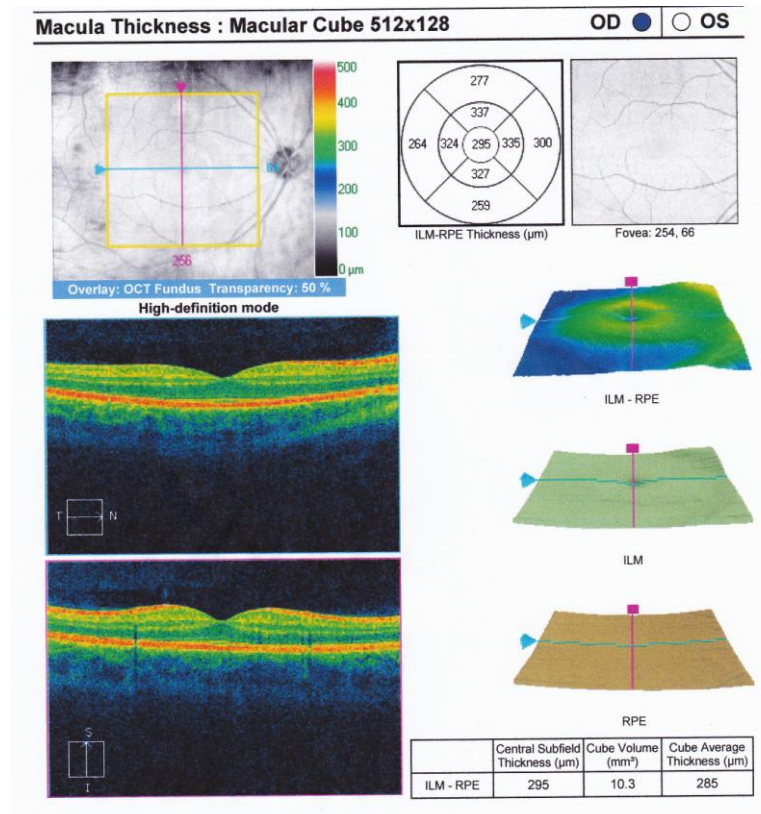 Macula Thickness : Macular Cube 512x128
OD OS
500
400
300
200
100
0 µm
256
Overlay: OCT Fundus Transparency: 50 %
277
337
264 324 295 335 300
327
259
ILM-RPE Thickness (µm)
Fovea: 254, 66
High-definition mode
T N
S
I
ILM - RPE
ILM
RPE
Central Subfield Thickness (µm)
Cube Volume (mm³)
Cube Average Thickness (µm)
ILM - RPE 295 10.3 285